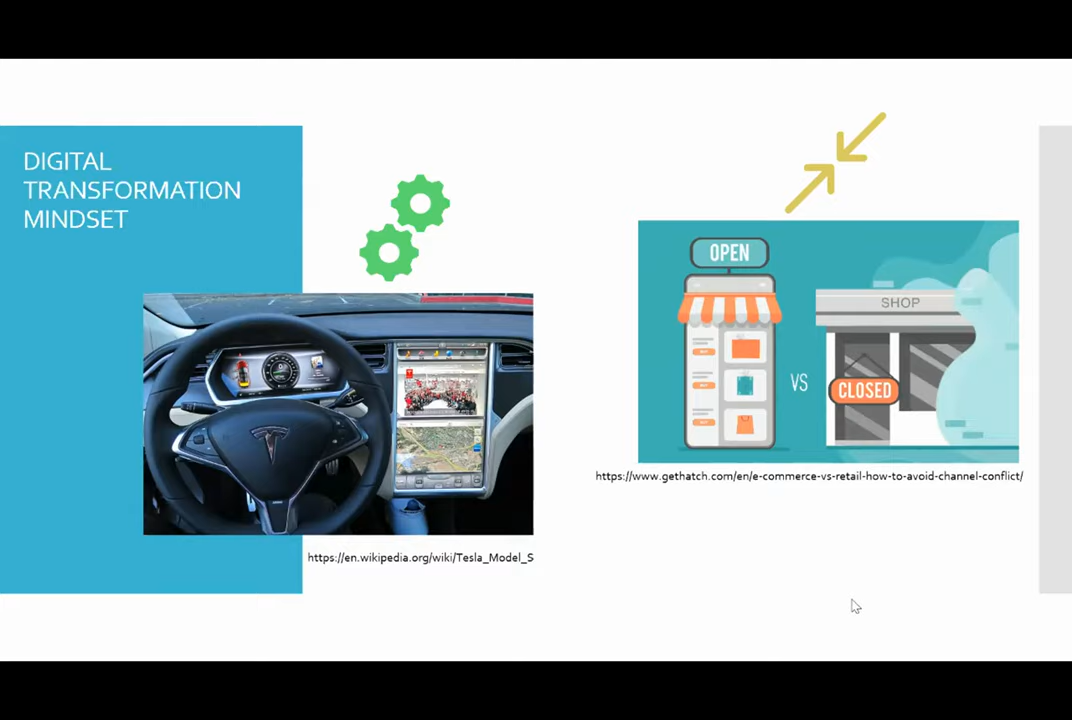 DIGITAL
TRANSFORMATION
MINDSET
OPEN
SHOP
VS
CLOSED
https://www.gethatch.com/en/e-commerce-vs-retail-how-to-avoid-channel-conflict/
https://en.wikipedia.org/wiki/Tesla_Model_S